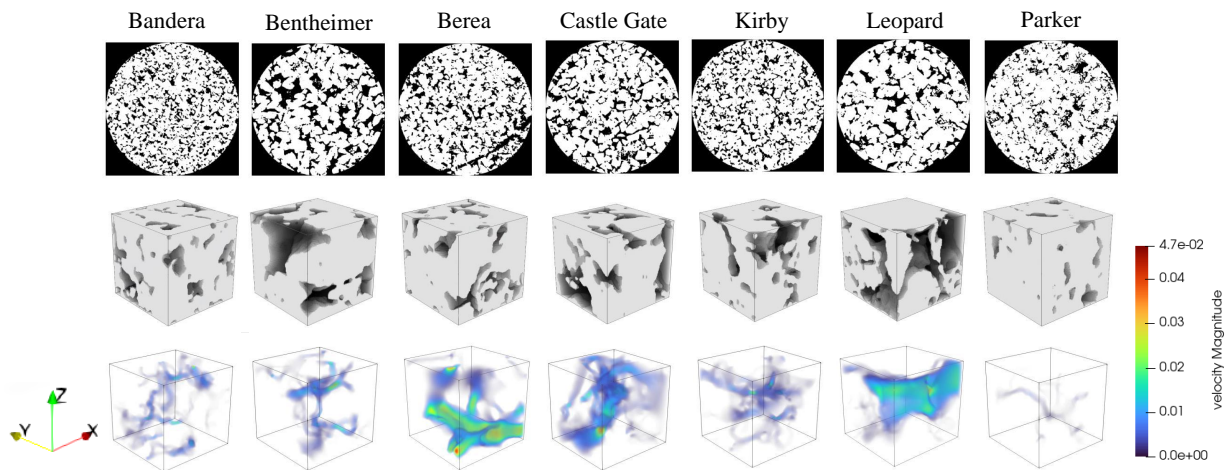 Bandera
Bentheimer
Berea
Castle Gate
Kirby
Leopard
Parker
4.7e-02
0.04
0.03
0.02
0.01
0.0e+00
velocity Magnitude
Z
Y
X